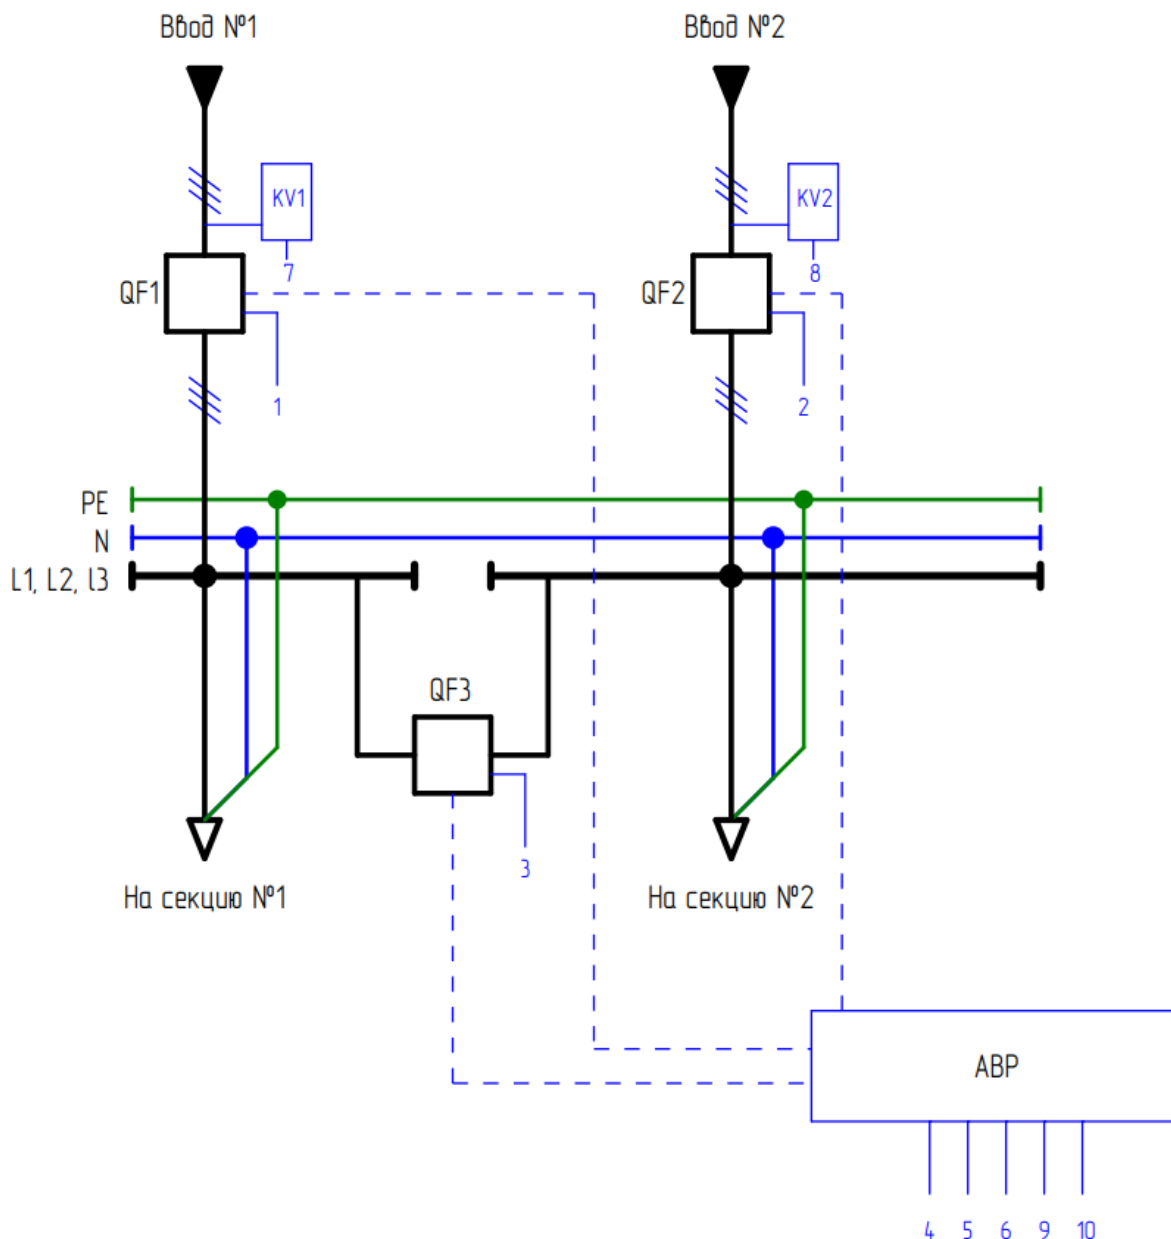 Ввод №1
Ввод №2
KV1
KV2
7
8
QF1
QF2
1
2
PE
N
L1, L2, l3
QF3
3
На секцию №1
На секцию №2
АВР
4 5 6 9 10